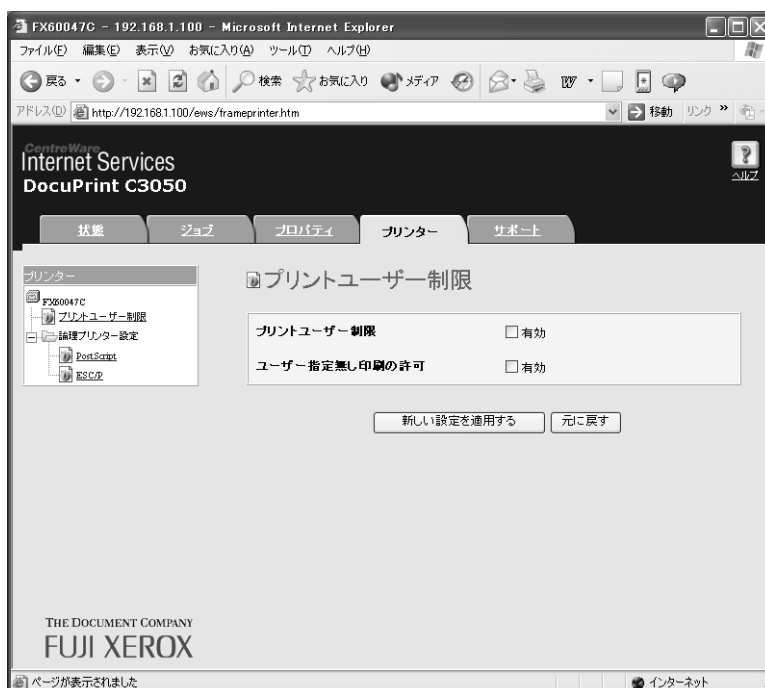 FX60047C - 192.168.1.100 - Microsoft Internet Explorer
ファイル(F) 編集(E) 表示(V) お気に入り(A) ツール(T) ヘルプ(H)
戻る 検索 お気に入り メディア
アドレス(D) http://192.168.1.100/ews/frameprinter.htm 移動 リンク »
CentreWare
Internet Services
DocuPrint C3050
ヘルプ
状態 ジョブ プロパティ プリンター サポート
プリンター
FX60047C
プリントユーザー制限
論理プリンター設定
PostScript
ESC/P
プリントユーザー制限
プリントユーザー制限 有効
ユーザー指定無し印刷の許可 有効
新しい設定を適用する 元に戻す
THE DOCUMENT COMPANY
FUJI XEROX
ページが表示されました インターネット